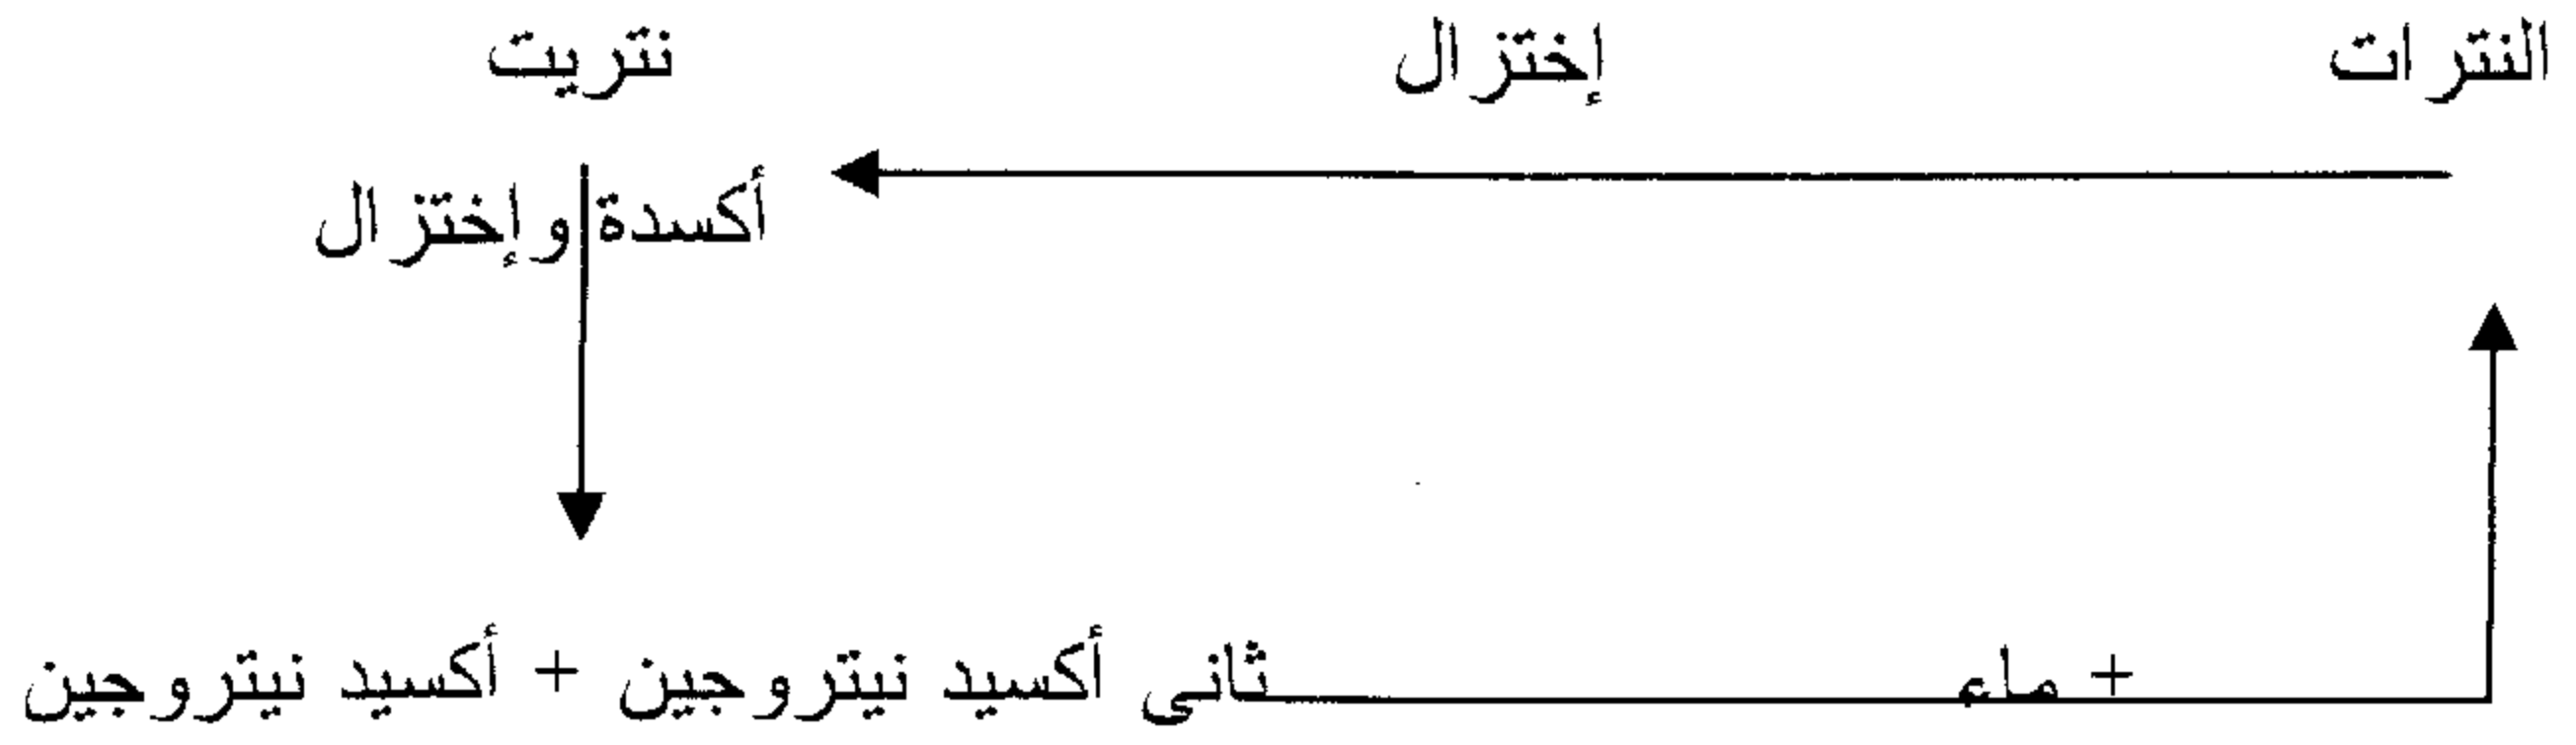 النترات إختزال نتريت
أكسدة وإختزال
+ ماء ثانى أكسيد نيتروجين + أكسيد نيتروجين